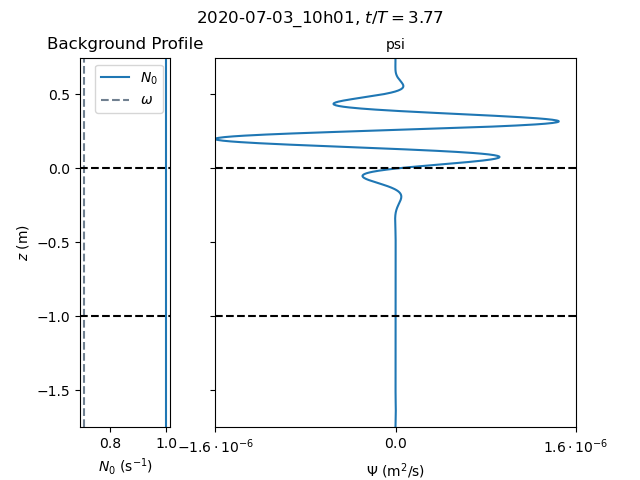 2020-07-03_10h01, t/T = 3.77
Background Profile
psi
N₀
ω
0.5
0.0
−0.5
−1.0
−1.5
z (m)
0.8
1.0
−1.6 · 10⁻⁶
0.0
1.6 · 10⁻⁶
N₀ (s⁻¹)
Ψ (m²/s)